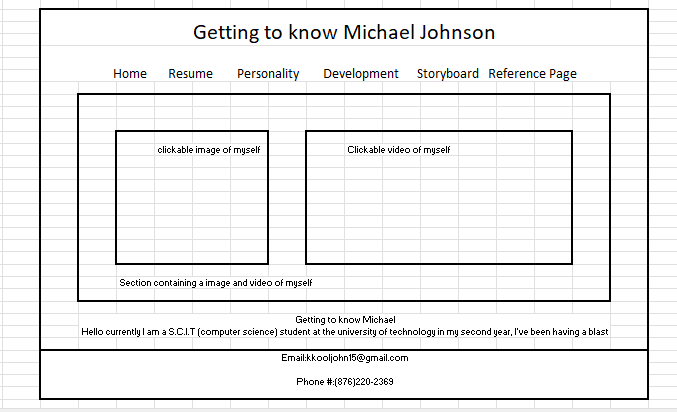 Getting to know Michael Johnson
Home Resume Personality Development Storyboard Reference Page
clickable image of myself Clickable video of myself
Section containing a image and video of myself
Getting to know Michael
Hello currently I am a S.C.I.T (computer science) student at the university of technology in my second year, I've been having a blast
Email:kkooljohn15@gmail.com
Phone #:(876)220-2369